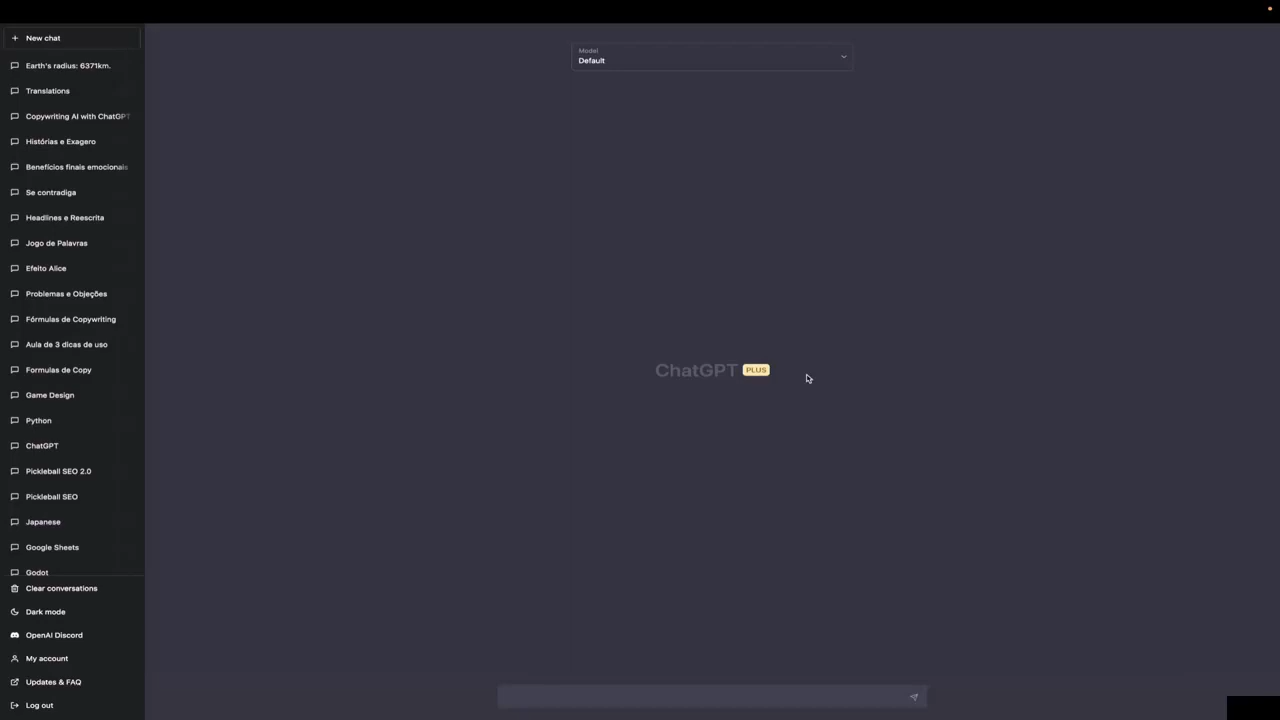 New chat
Earth's radius: 6371km.
Translations
Copywriting AI with ChatGPT
Histórias e Exagero
Benefícios finais emocionais
Se contradiga
Headlines e Reescrita
Jogo de Palavras
Efeito Alice
Problemas e Objeções
Fórmulas de Copywriting
Aula de 3 dicas de uso
Formulas de Copy
Game Design
Python
ChatGPT
Pickleball SEO 2.0
Pickleball SEO
Japanese
Google Sheets
Godot
Clear conversations
Dark mode
OpenAI Discord
My account
Updates & FAQ
Log out
Model
Default
ChatGPT PLUS